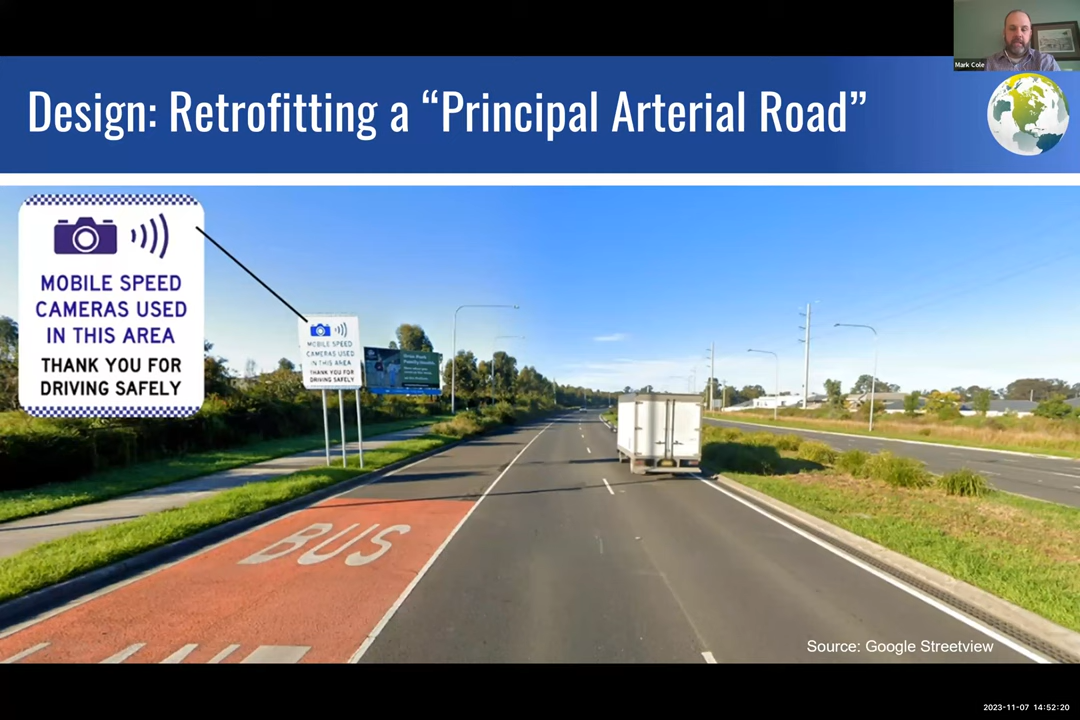 Mark Cole
Design: Retrofitting a “Principal Arterial Road”
MOBILE SPEED
CAMERAS USED
IN THIS AREA
THANK YOU FOR
DRIVING SAFELY
MOBILE SPEED
CAMERAS USED
IN THIS AREA
THANK YOU FOR
DRIVING SAFELY
BUS
Source: Google Streetview
2023-11-07 14:52:20